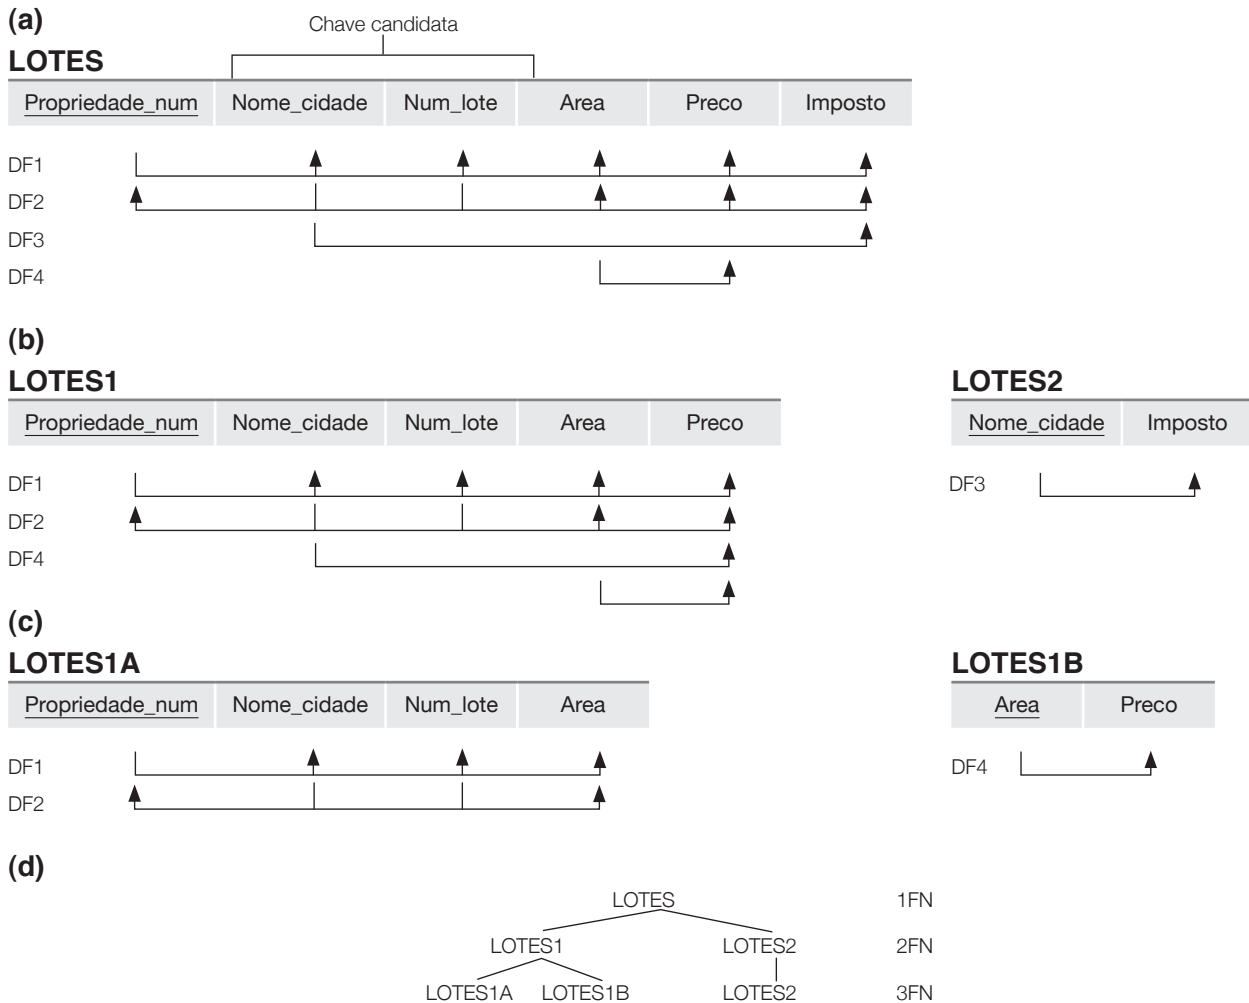 (a)
Chave candidata
LOTES
Propriedade_num Nome_cidade Num_lote Area Preco Imposto
DF1
DF2
DF3
DF4
(b)
LOTES1
Propriedade_num Nome_cidade Num_lote Area Preco
DF1
DF2
DF4
LOTES2
Nome_cidade Imposto
DF3
(c)
LOTES1A
Propriedade_num Nome_cidade Num_lote Area
DF1
DF2
LOTES1B
Area Preco
DF4
(d)
LOTES 1FN
LOTES1 LOTES2 2FN
LOTES1A LOTES1B LOTES2 3FN